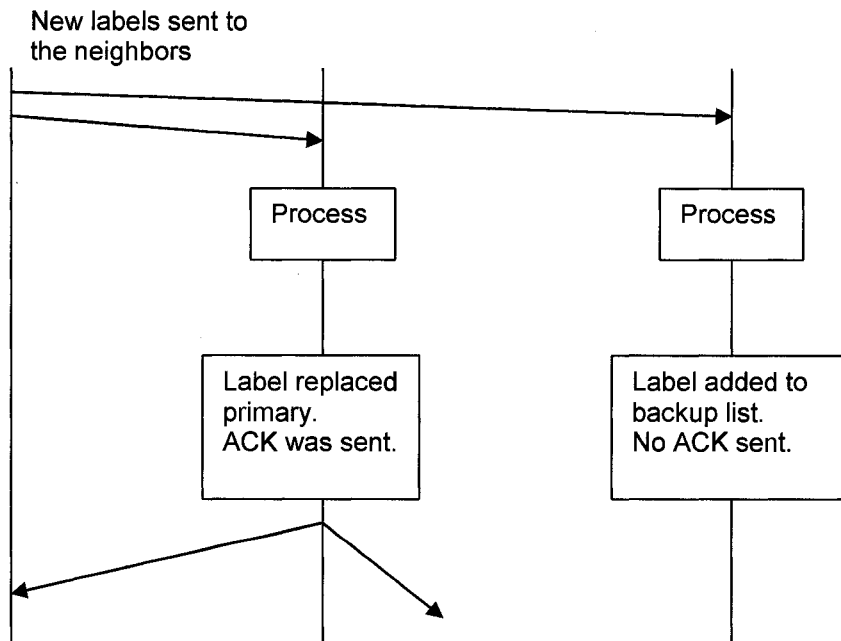 New labels sent to
the neighbors
Process
Process
Label replaced
primary.
ACK was sent.
Label added to
backup list.
No ACK sent.